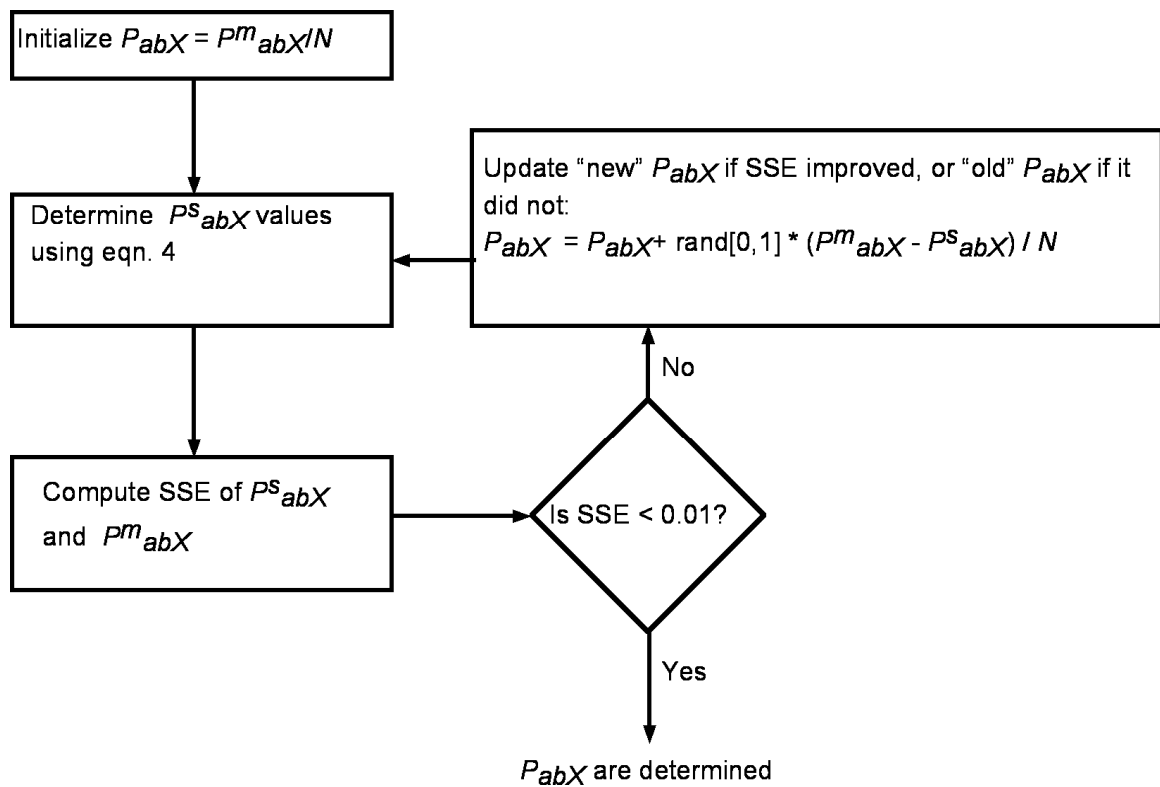 Initialize PabX = PmabX/N
Update “new” PabX if SSE improved, or “old” PabX if it
did not:
PabX = PabX+ rand[0,1] * (PmabX - PsabX) / N
Determine PsabX values
using eqn. 4
No
Compute SSE of PsabX
and PmabX
Is SSE < 0.01?
Yes
PabX are determined